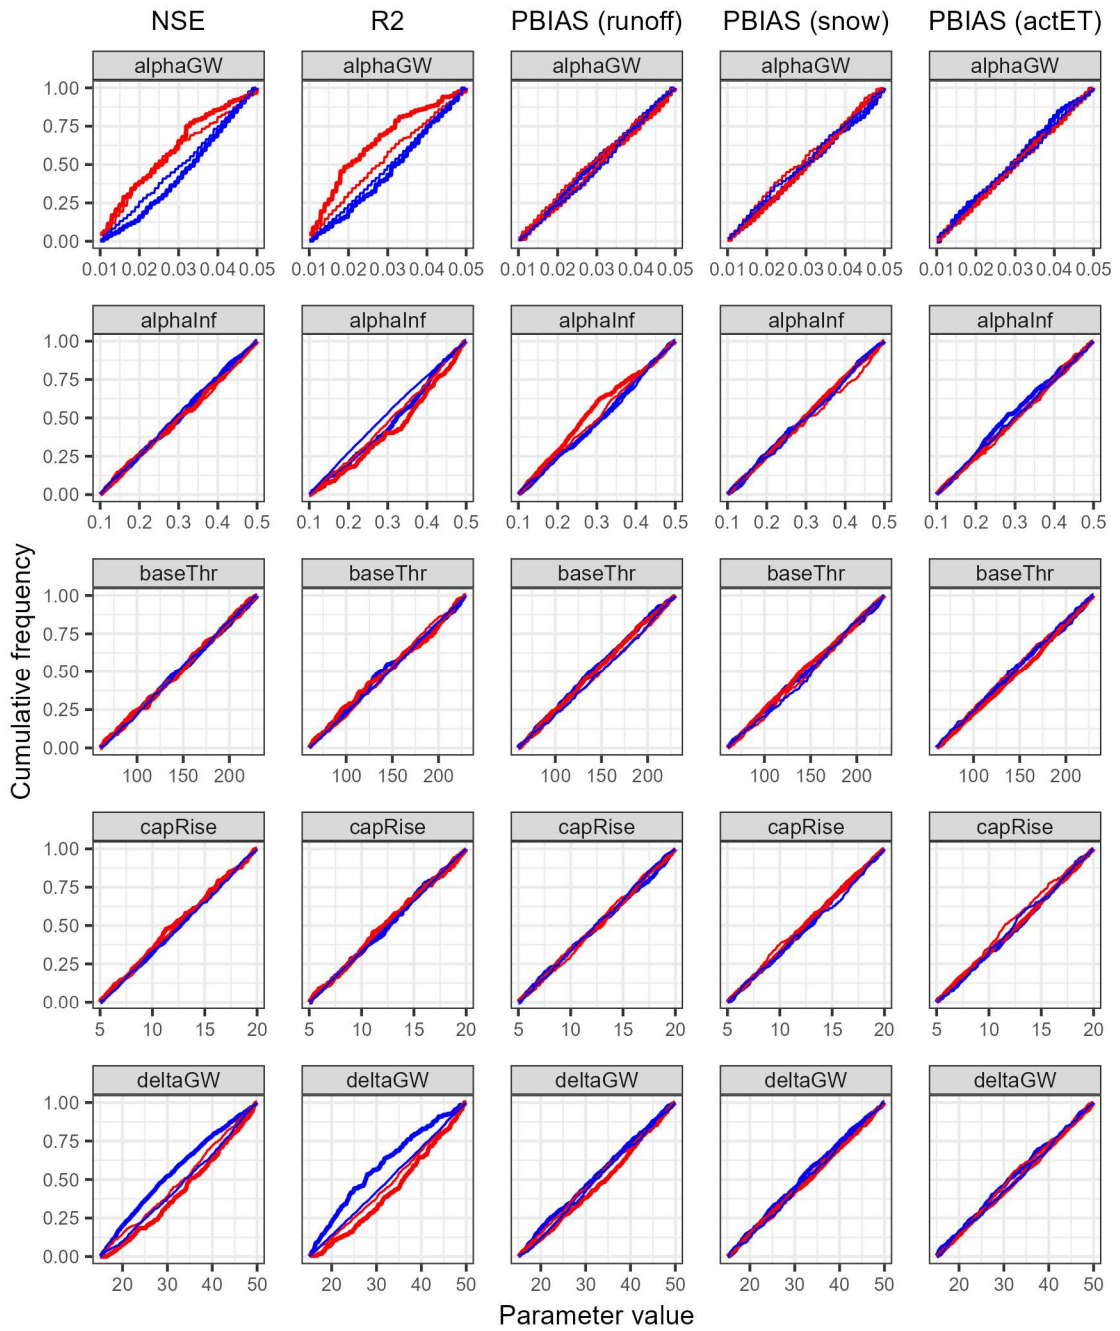 NSE R2 PBIAS (runoff) PBIAS (snow) PBIAS (actET)
alphaGW alphaGW alphaGW alphaGW alphaGW
1.00
0.75
0.50
0.25
0.00
0.01 0.02 0.03 0.04 0.05 0.01 0.02 0.03 0.04 0.05 0.01 0.02 0.03 0.04 0.05 0.01 0.02 0.03 0.04 0.05 0.01 0.02 0.03 0.04 0.05
alphaInf alphaInf alphaInf alphaInf alphaInf
1.00
0.75
0.50
0.25
0.00
0.1 0.2 0.3 0.4 0.5 0.1 0.2 0.3 0.4 0.5 0.1 0.2 0.3 0.4 0.5 0.1 0.2 0.3 0.4 0.5 0.1 0.2 0.3 0.4 0.5
Cumulative frequency
baseThr baseThr baseThr baseThr baseThr
1.00
0.75
0.50
0.25
0.00
100 150 200 100 150 200 100 150 200 100 150 200 100 150 200
capRise capRise capRise capRise capRise
1.00
0.75
0.50
0.25
0.00
5 10 15 20 5 10 15 20 5 10 15 20 5 10 15 20 5 10 15 20
deltaGW deltaGW deltaGW deltaGW deltaGW
1.00
0.75
0.50
0.25
0.00
20 30 40 50 20 30 40 50 20 30 40 50 20 30 40 50 20 30 40 50
Parameter value